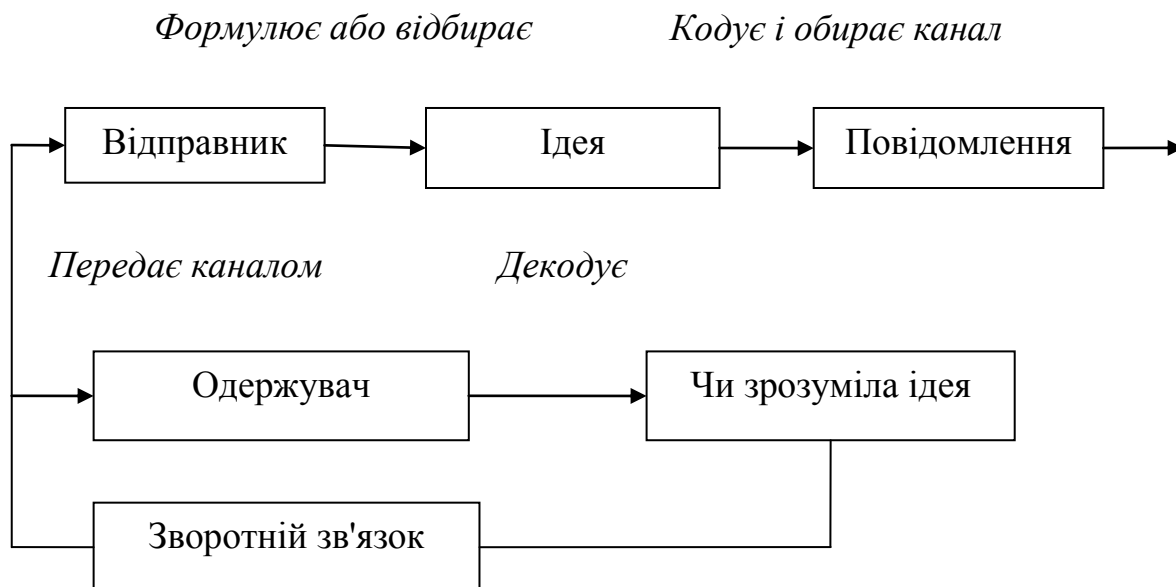 Формулює або відбирає Кодує і обирає канал
Відправник Ідея Повідомлення
Передає каналом Декодує
Одержувач Чи зрозуміла ідея
Зворотній зв'язок